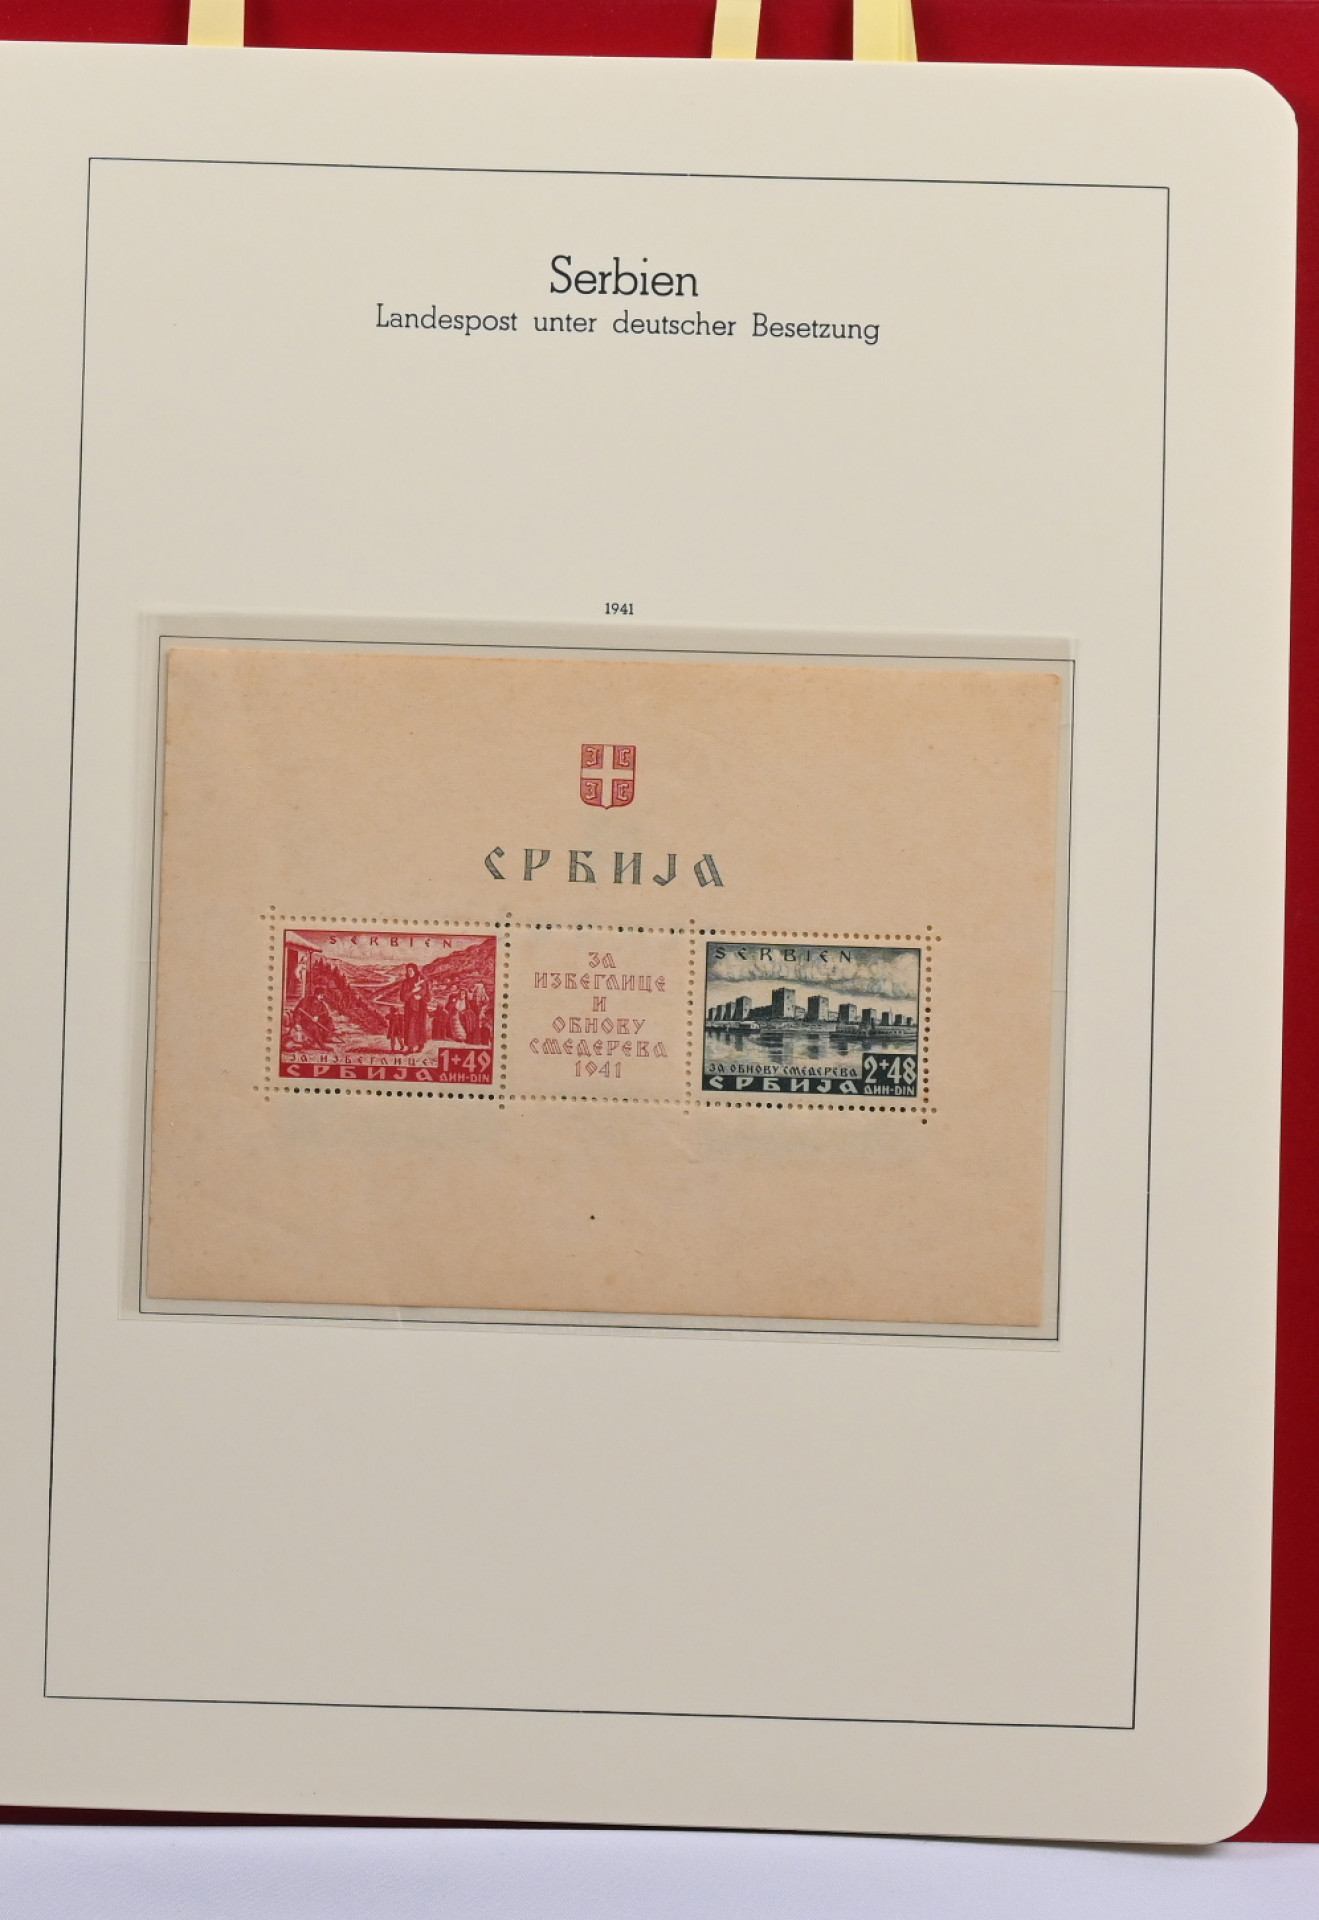 Serbien
Landespost unter deutscher Besetzung
1941
СРБИЈА
SERBIEN
ЗА ИЗБЕГЛИЦЕ
1+49
СРБИЈА
ДИН-DIN
ЗА
ИЗБЕГЛИЦЕ
И
ОБНОВУ
СМЕДЕРЕВА
1941
SERBIEN
ЗА ОБНОВУ СМЕДЕРЕВА
2+48
СРБИЈА
ДИН-DIN